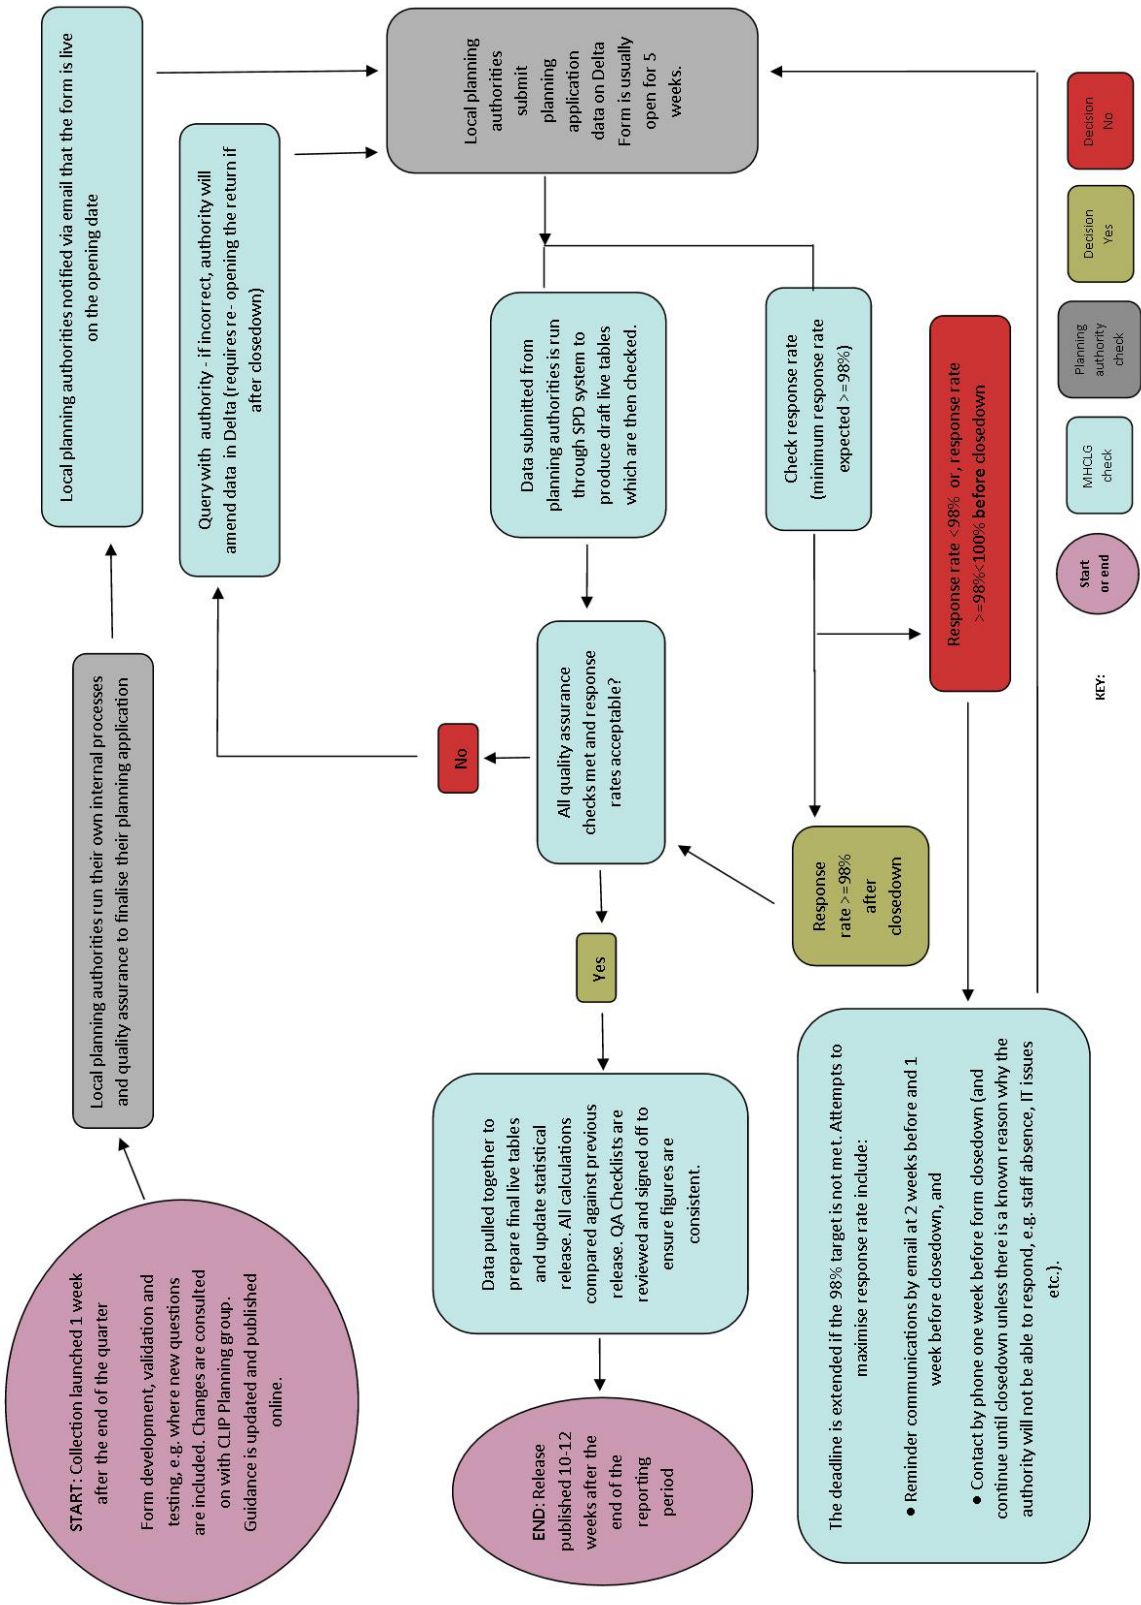 START: Collection launched 1 week
after the end of the quarter
Form development, validation and
testing, e.g. where new questions
are included. Changes are consulted
on with CLIP Planning group.
Guidance is updated and published
online.
Local planning authorities run their own internal processes
and quality assurance to finalise their planning application
Local planning authorities notified via email that the form is live
on the opening date
Query with authority - if incorrect, authority will
amend data in Delta (requires re- opening the return if
after closedown)
Local planning
authorities
submit
planning
application
data on Delta
Form is usually
open for 5
weeks.
Data submitted from
planning authorities is run
through SPD system to
produce draft live tables
which are then checked.
Check response rate
(minimum response rate
expected >=98%)
All quality assurance
checks met and response
rates acceptable?
No
Yes
Response
rate >=98%
after
closedown
Response rate <98% or, response rate
>=98%<100% before closedown
Data pulled together to
prepare final live tables
and update statistical
release. All calculations
compared against previous
release. QA Checklists are
reviewed and signed off to
ensure figures are
consistent.
END: Release
published 10-12
weeks after the
end of the
reporting
period
The deadline is extended if the 98% target is not met. Attempts to
maximise response rate include:
● Reminder communications by email at 2 weeks before and 1
week before closedown, and
● Contact by phone one week before form closedown (and
continue until closedown unless there is a known reason why the
authority will not be able to respond, e.g. staff absence, IT issues
etc.).
KEY:
Start
or end
MHCLG
check
Planning
authority
check
Decision
Yes
Decision
No